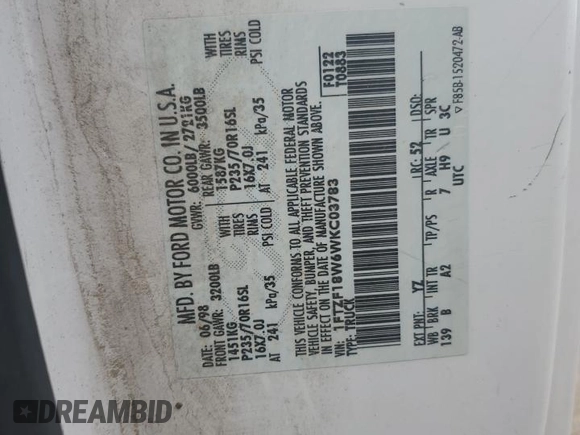 MFD. BY FORD MOTOR CO. IN U.S.A.
DATE: 06/98 GVWR: 6000LB/ 2721KG
FRONT GAWR: 3200LB REAR GAWR: 3500LB
1451KG 1587KG WITH
P235/70R16SL P235/70R16SL TIRES
16X7.0J 16X7.0J RIMS
AT 241 kPa/35 PSI COLD AT 241 kPa/35 PSI COLD
THIS VEHICLE CONFORMS TO ALL APPLICABLE FEDERAL MOTOR
VEHICLE SAFETY, BUMPER, AND THEFT PREVENTION STANDARDS
IN EFFECT ON THE DATE OF MANUFACTURE SHOWN ABOVE.
VIN: 1FTZF18W6WKC03783 F0122
TYPE: TRUCK T0883
EXT PNT: YZ RC: 52 DSO:
WB BRK INT TR TP/PS R AXLE TR SPR
139 B A2 7 H9 U 3C
UTC
▽ F85B-1520472-AB
DREAMBID